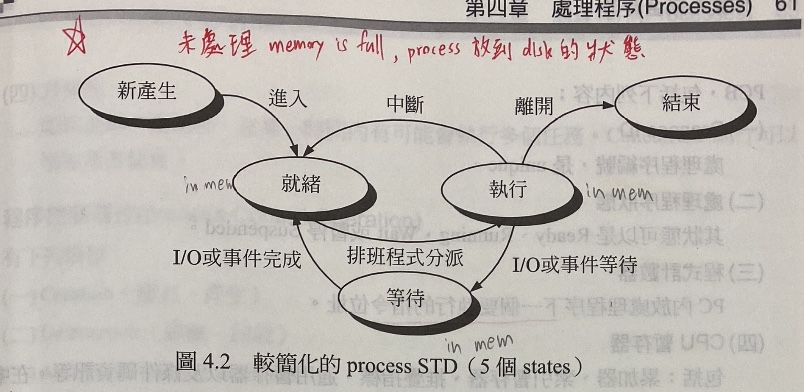 第四章 處理程序(Processes) 61
☆ 未處理 memory is full, process 放到 disk 的狀態
新產生
進入
中斷
離開
結束
in mem
就緒
執行
in mem
I/O或事件完成
排班程式分派
I/O或事件等待
等待
in mem
圖 4.2 較簡化的 process STD(5 個 states)